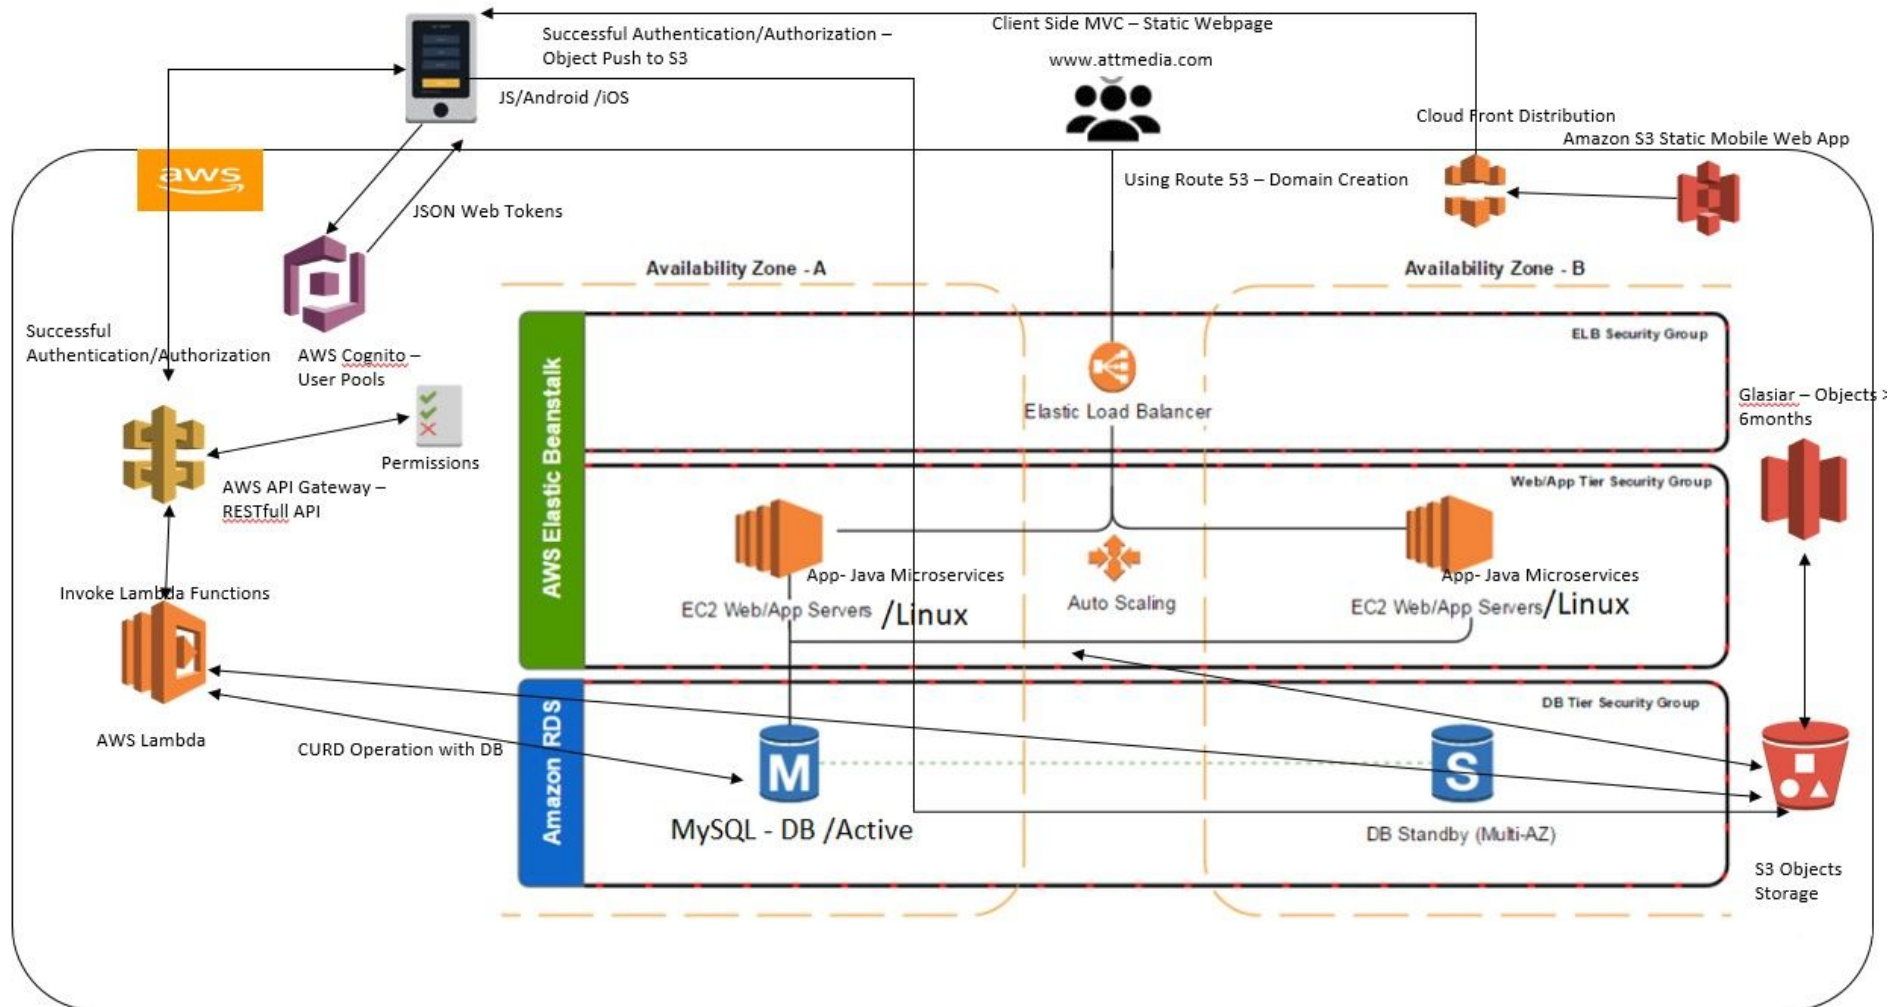 Successful Authentication/Authorization –
Object Push to S3
Client Side MVC – Static Webpage
www.attmedia.com
JS/Android /iOS
Cloud Front Distribution
Amazon S3 Static Mobile Web App
aws
Using Route 53 – Domain Creation
JSON Web Tokens
Availability Zone - A
Availability Zone - B
Successful
Authentication/Authorization
AWS Cognito –
User Pools
ELB Security Group
Elastic Load Balancer
Glasiar – Objects >
6months
Permissions
AWS API Gateway –
RESTfull API
AWS Elastic Beanstalk
Web/App Tier Security Group
App- Java Microservices
EC2 Web/App Servers /Linux
Auto Scaling
App- Java Microservices
EC2 Web/App Servers/Linux
Invoke Lambda Functions
AWS Lambda
CURD Operation with DB
Amazon RDS
DB Tier Security Group
M
S
MySQL - DB /Active
DB Standby (Multi-AZ)
S3 Objects
Storage